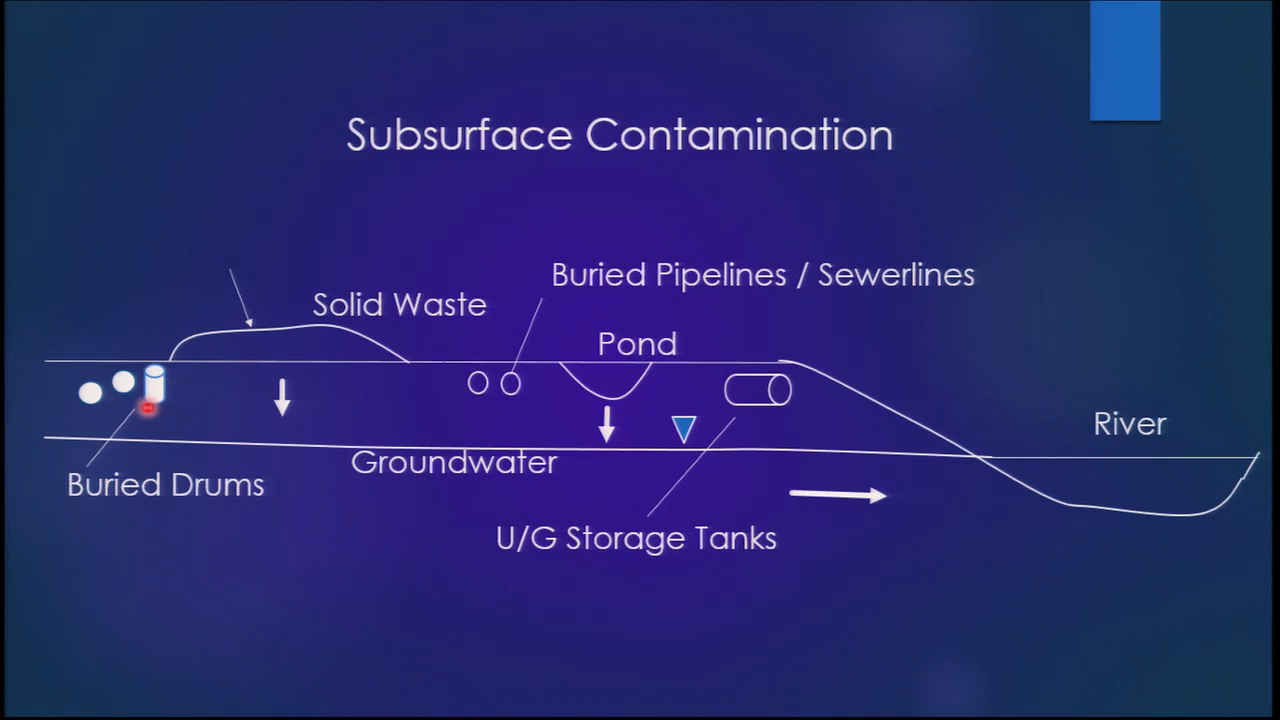 Subsurface Contamination
Buried Pipelines / Sewerlines
Solid Waste
Pond
River
Groundwater
Buried Drums
U/G Storage Tanks